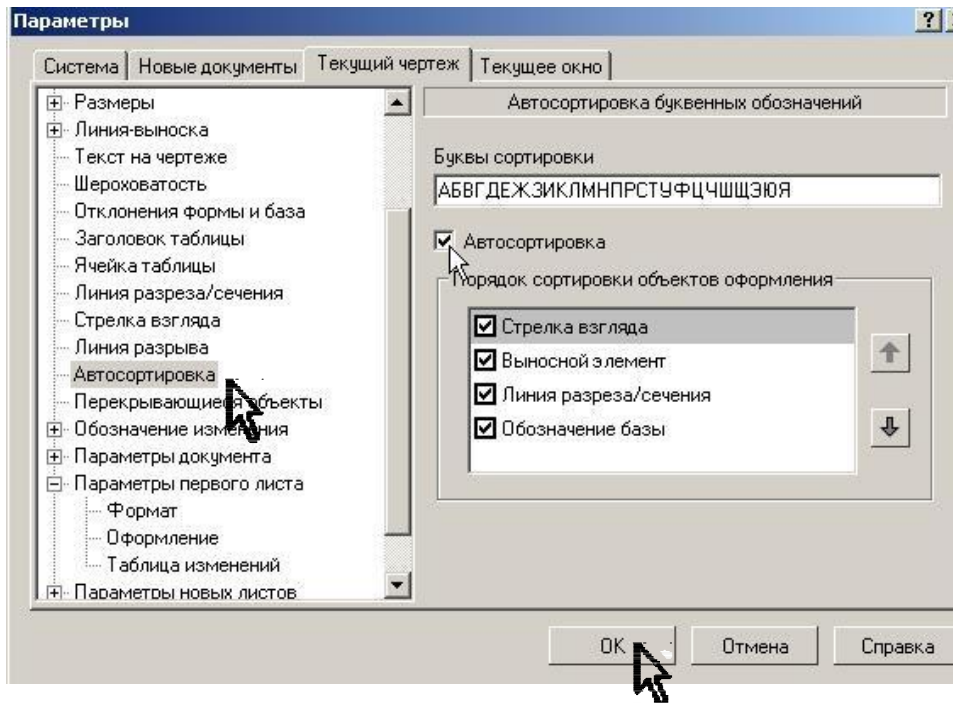 Параметры
Система Новые документы Текущий чертеж Текущее окно
Размеры
Линия-выноска
Текст на чертеже
Шероховатость
Отклонения формы и база
Заголовок таблицы
Ячейка таблицы
Линия разреза/сечения
Стрелка взгляда
Линия разрыва
Автосортировка
Перекрывающиеся объекты
Обозначение изменения
Параметры документа
Параметры первого листа
Формат
Оформление
Таблица изменений
Параметры новых листов
Автосортировка буквенных обозначений
Буквы сортировки
АБВГДЕЖЗИКЛМНПРСТУФЦЧШЩЭЮЯ
Автосортировка
Порядок сортировки объектов оформления
Стрелка взгляда
Выносной элемент
Линия разреза/сечения
Обозначение базы
OK Отмена Справка